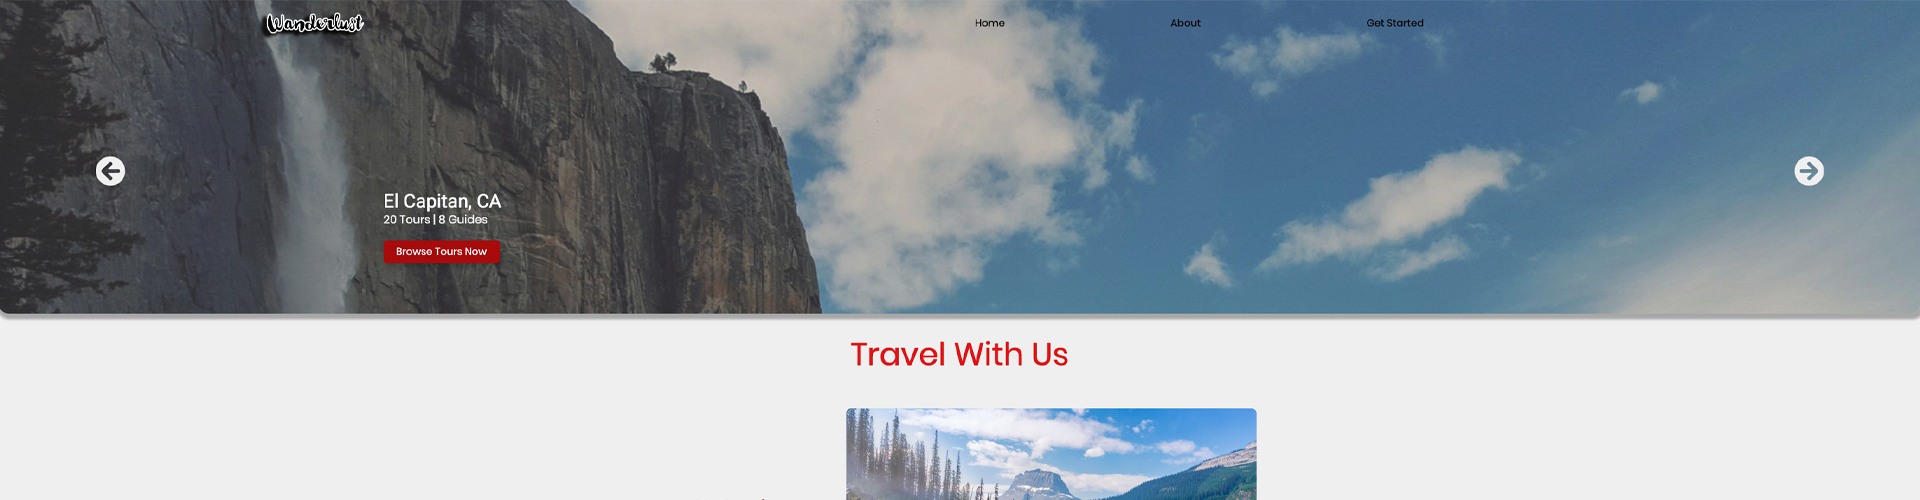 Wanderlust
Home
About
Get Started
El Capitan, CA
20 Tours | 8 Guides
Browse Tours Now
Travel With Us